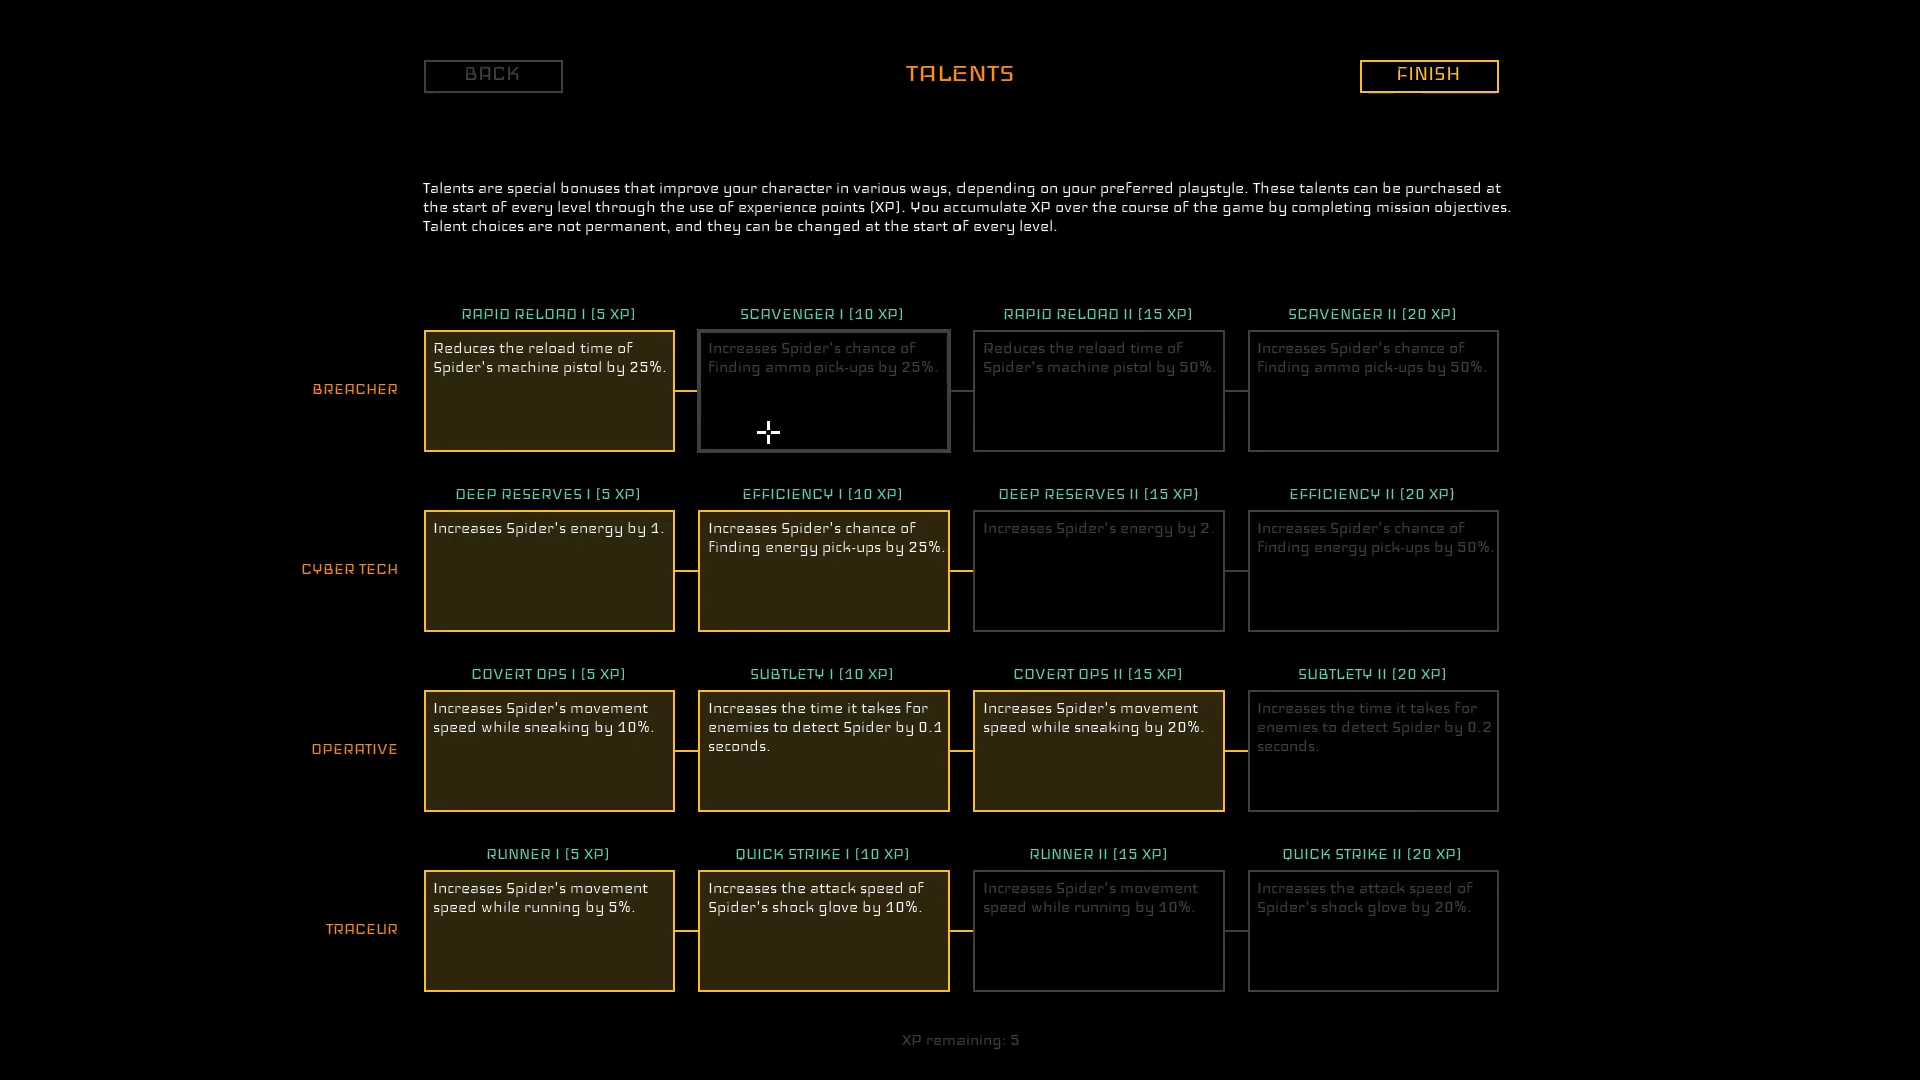 BACK
TALENTS
FINISH
Talents are special bonuses that improve your character in various ways, depending on your preferred playstyle. These talents can be purchased at
the start of every level through the use of experience points (XP). You accumulate XP over the course of the game by completing mission objectives.
Talent choices are not permanent, and they can be changed at the start of every level.
BREACHER
RAPID RELOAD I (5 XP)
Reduces the reload time of
Spider's machine pistol by 25%.
SCAVENGER I (10 XP)
Increases Spider's chance of
finding ammo pick-ups by 25%.
RAPID RELOAD II (15 XP)
Reduces the reload time of
Spider's machine pistol by 50%.
SCAVENGER II (20 XP)
Increases Spider's chance of
finding ammo pick-ups by 50%.
CYBER TECH
DEEP RESERVES I (5 XP)
Increases Spider's energy by 1.
EFFICIENCY I (10 XP)
Increases Spider's chance of
finding energy pick-ups by 25%.
DEEP RESERVES II (15 XP)
Increases Spider's energy by 2.
EFFICIENCY II (20 XP)
Increases Spider's chance of
finding energy pick-ups by 50%.
OPERATIVE
COVERT OPS I (5 XP)
Increases Spider's movement
speed while sneaking by 10%.
SUBTLETY I (10 XP)
Increases the time it takes for
enemies to detect Spider by 0.1
seconds.
COVERT OPS II (15 XP)
Increases Spider's movement
speed while sneaking by 20%.
SUBTLETY II (20 XP)
Increases the time it takes for
enemies to detect Spider by 0.2
seconds.
TRACEUR
RUNNER I (5 XP)
Increases Spider's movement
speed while running by 5%.
QUICK STRIKE I (10 XP)
Increases the attack speed of
Spider's shock glove by 10%.
RUNNER II (15 XP)
Increases Spider's movement
speed while running by 10%.
QUICK STRIKE II (20 XP)
Increases the attack speed of
Spider's shock glove by 20%.
XP remaining: 5